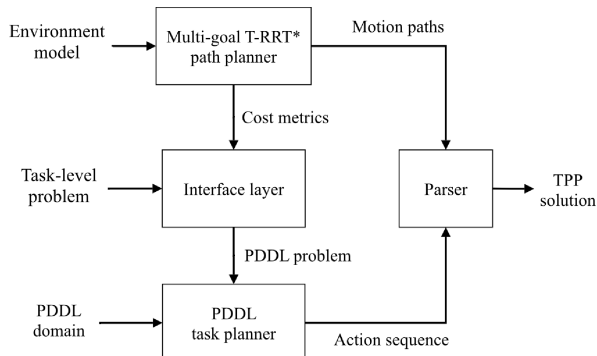 Environment
model
Multi-goal T-RRT*
path planner
Motion paths
Cost metrics
Task-level
problem
Interface layer
Parser
TPP
solution
PDDL problem
PDDL
domain
PDDL
task planner
Action sequence